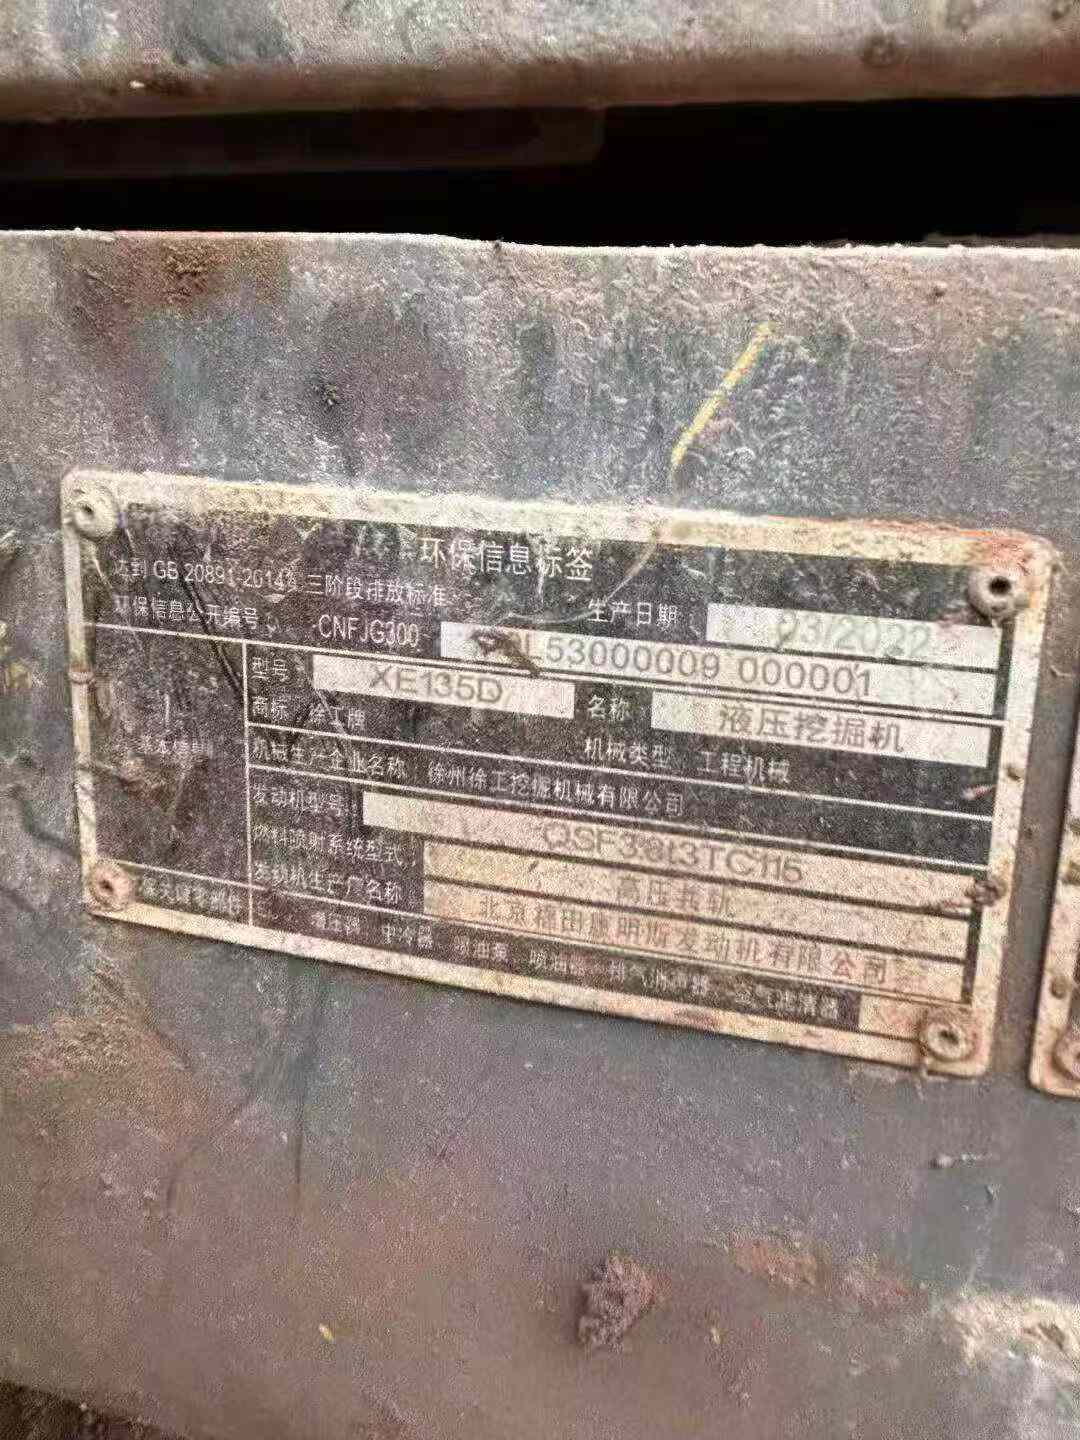 环保信息标签
达到 GB 20891-2014第三阶段排放标准
生产日期： 03/2022
环保信息公开编号： CNFJG300 L53000009 000001
型号： XE135D 名称： 液压挖掘机
商标： 徐工牌 机械类型： 工程机械
基本信息
机械生产企业名称： 徐州徐工挖掘机械有限公司
发动机型号： QSF3.8t3TC115
燃料喷射系统型式： 高压共轨
发动机生产厂名称 北京福田康明斯发动机有限公司
增压器 中冷器 喷油泵 喷油器 空气滤清器